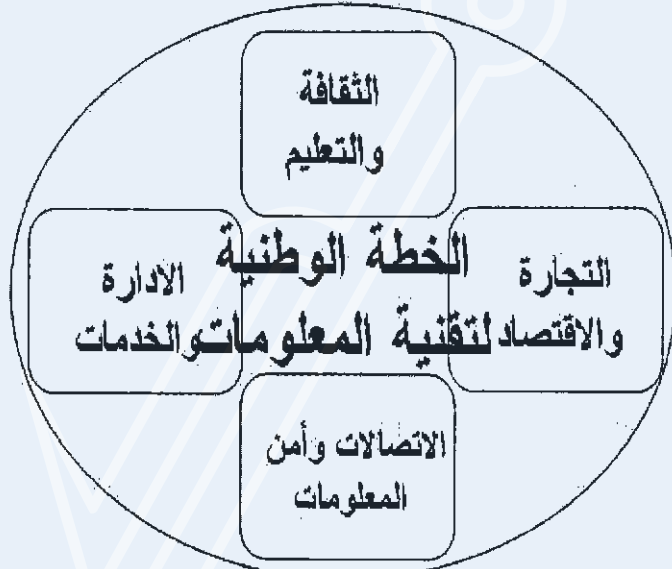 الثقافة
والتعليم
الخطة الوطنية
لتقنية المعلومات
التجارة
والاقتصاد
الادارة
والخدمات
الاتصالات وأمن
المعلومات